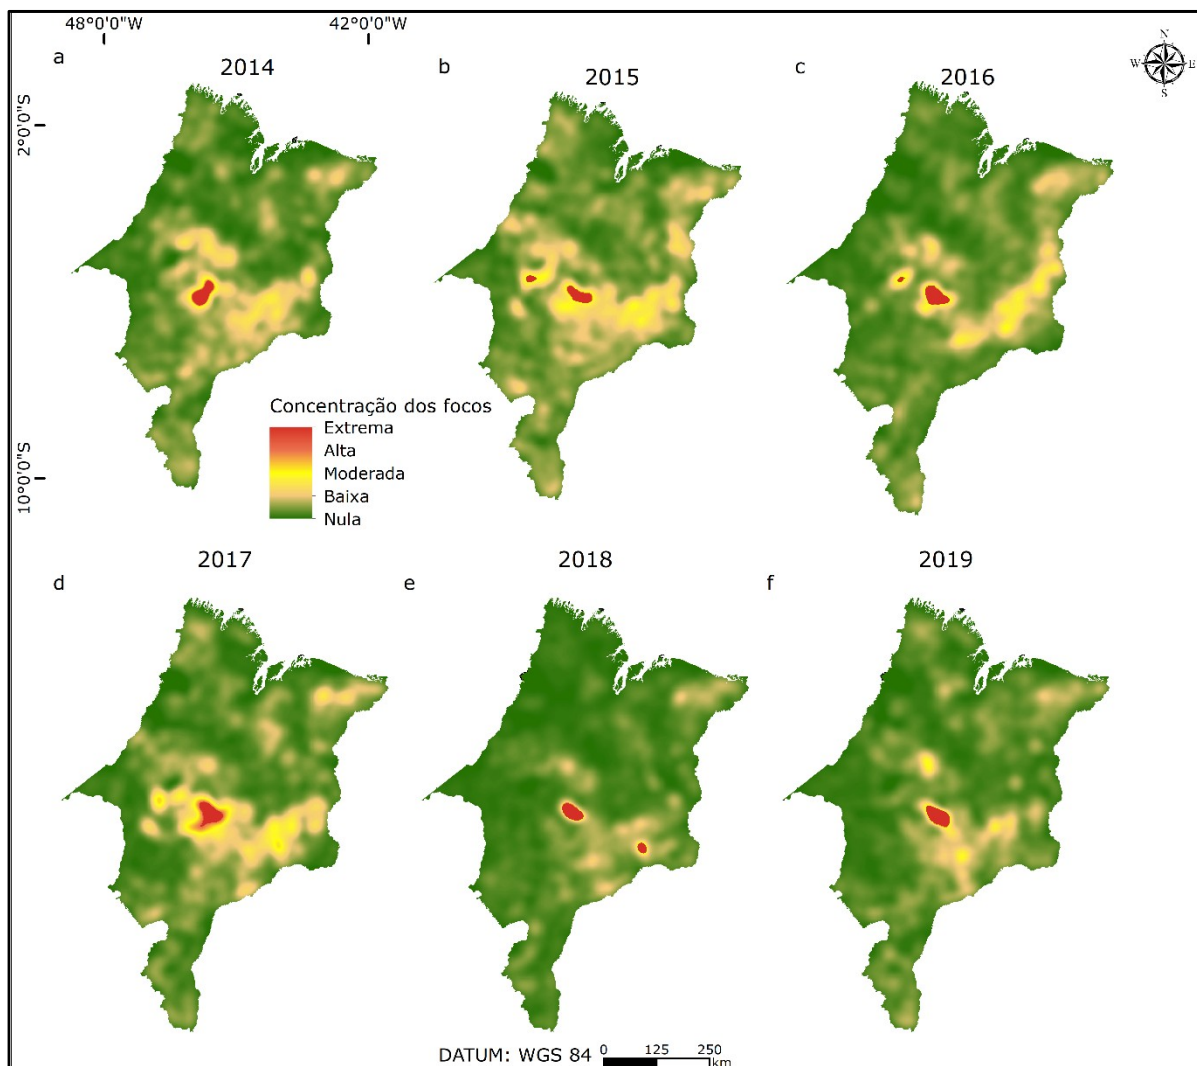 48°0'0"W 42°0'0"W
a 2014
b 2015
c 2016
N
W E
S
2°0'0"S
10°0'0"S
Concentração dos focos
Extrema
Alta
Moderada
Baixa
Nula
d 2017
e 2018
f 2019
DATUM: WGS 84 0 125 250
km